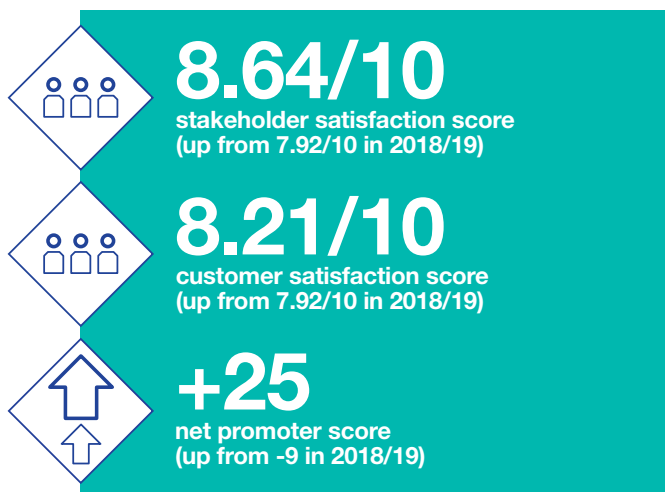 8.64/10
stakeholder satisfaction score
(up from 7.92/10 in 2018/19)
8.21/10
customer satisfaction score
(up from 7.92/10 in 2018/19)
+25
net promoter score
(up from -9 in 2018/19)